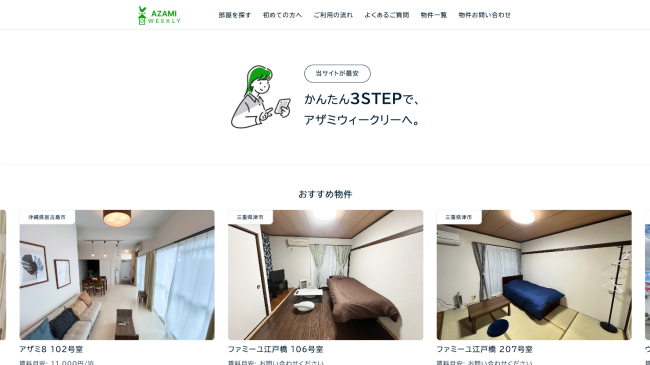 AZAMI
WEEKLY
部屋を探す 初めての方へ ご利用の流れ よくあるご質問 物件一覧 物件お問い合わせ
当サイトが最安
かんたん3STEPで、
アザミウィークリーへ。
おすすめ物件
沖縄県宮古島市
三重県津市
三重県津市
アザミ8 102号室
ファミーユ江戸橋 106号室
ファミーユ江戸橋 207号室
賃料目安: 11,000円/泊
賃料目安: お問い合わせください
賃料目安: お問い合わせください